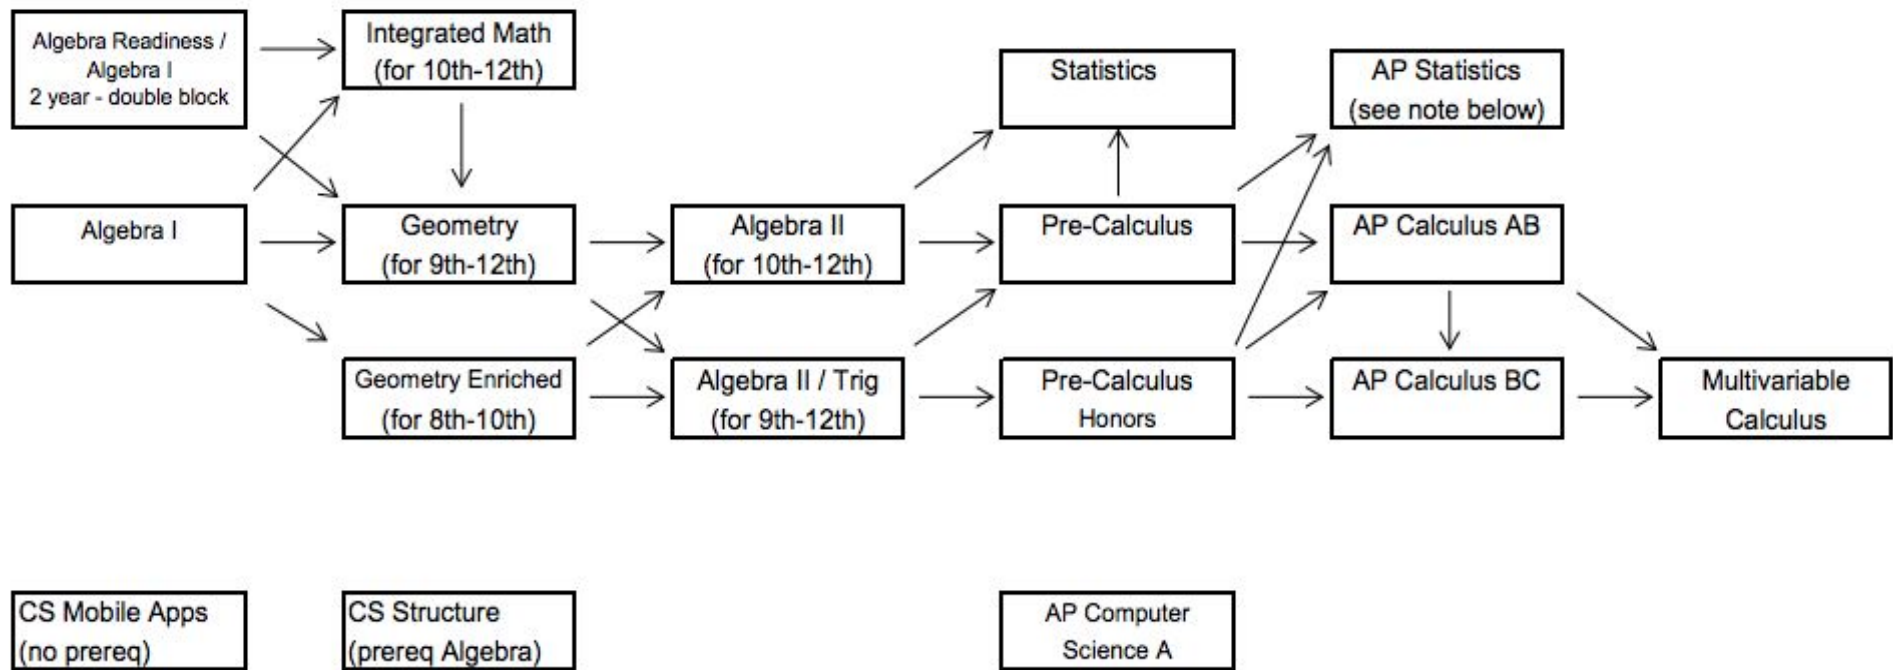 Algebra Readiness /
Algebra I
2 year - double block
Integrated Math
(for 10th-12th)
Statistics
AP Statistics
(see note below)
Algebra I
Geometry
(for 9th-12th)
Algebra II
(for 10th-12th)
Pre-Calculus
AP Calculus AB
Geometry Enriched
(for 8th-10th)
Algebra II / Trig
(for 9th-12th)
Pre-Calculus
Honors
AP Calculus BC
Multivariable
Calculus
CS Mobile Apps
(no prereq)
CS Structure
(prereq Algebra)
AP Computer
Science A